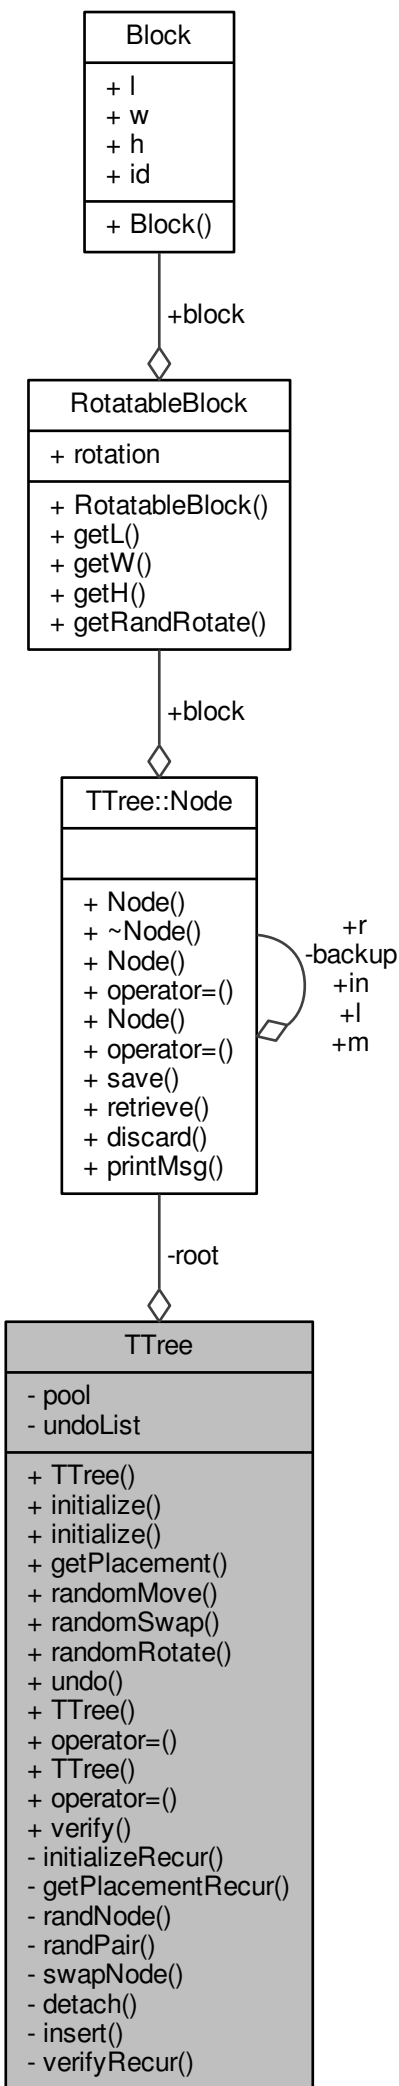 Block
+ l
+ w
+ h
+ id
+ Block()
+block
RotatableBlock
+ rotation
+ RotatableBlock()
+ getL()
+ getW()
+ getH()
+ getRandRotate()
+block
TTree::Node
+ Node()
+ ~Node()
+ Node()
+ operator=()
+ Node()
+ operator=()
+ save()
+ retrieve()
+ discard()
+ printMsg()
+r
-backup
+in
+l
+m
-root
TTree
- pool
- undoList
+ TTree()
+ initialize()
+ initialize()
+ getPlacement()
+ randomMove()
+ randomSwap()
+ randomRotate()
+ undo()
+ TTree()
+ operator=()
+ TTree()
+ operator=()
+ verify()
- initializeRecur()
- getPlacementRecur()
- randNode()
- randPair()
- swapNode()
- detach()
- insert()
- verifyRecur()